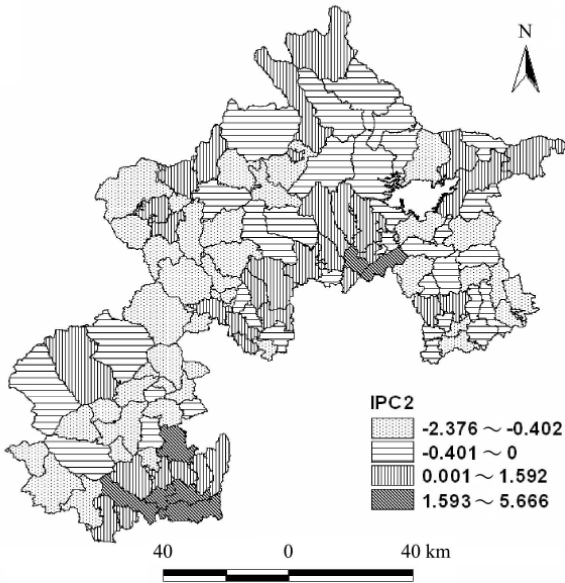 N
IPC2
-2.376 ～ -0.402
-0.401 ～ 0
0.001 ～ 1.592
1.593 ～ 5.666
40 0 40 km